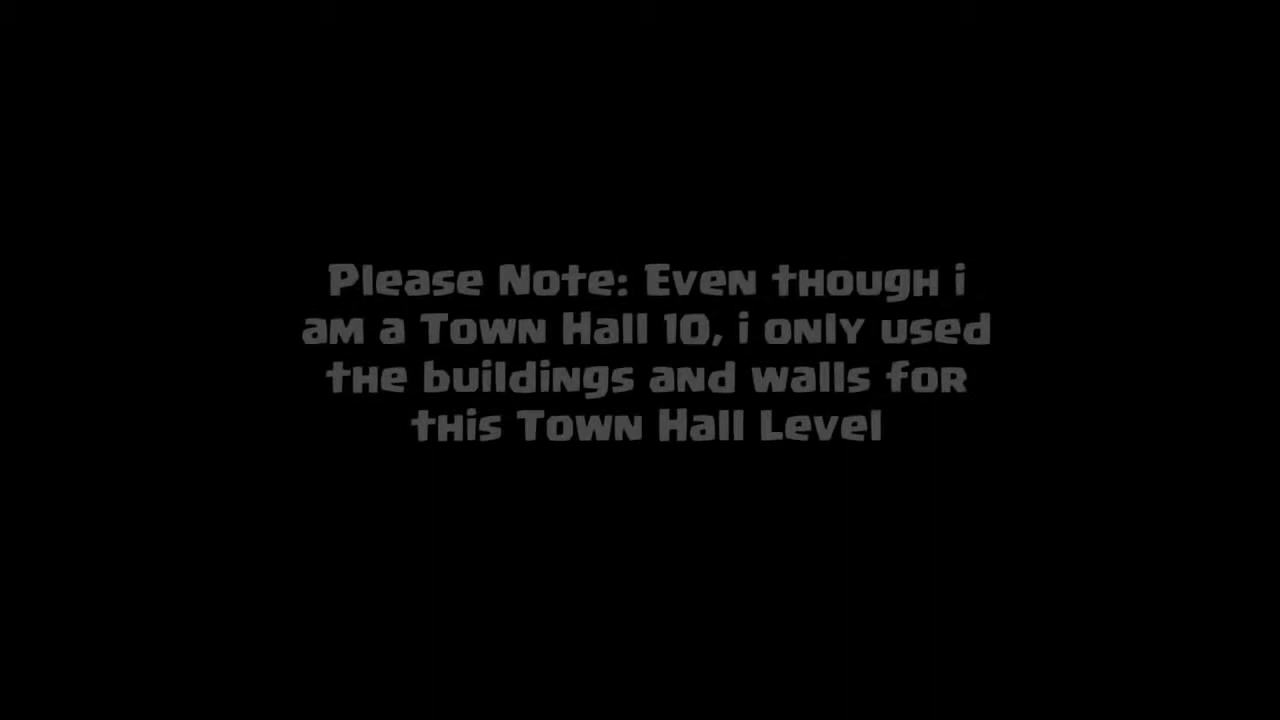 Please Note: Even though i
am a Town Hall 10, i only used
the buildings and walls for
this Town Hall Level